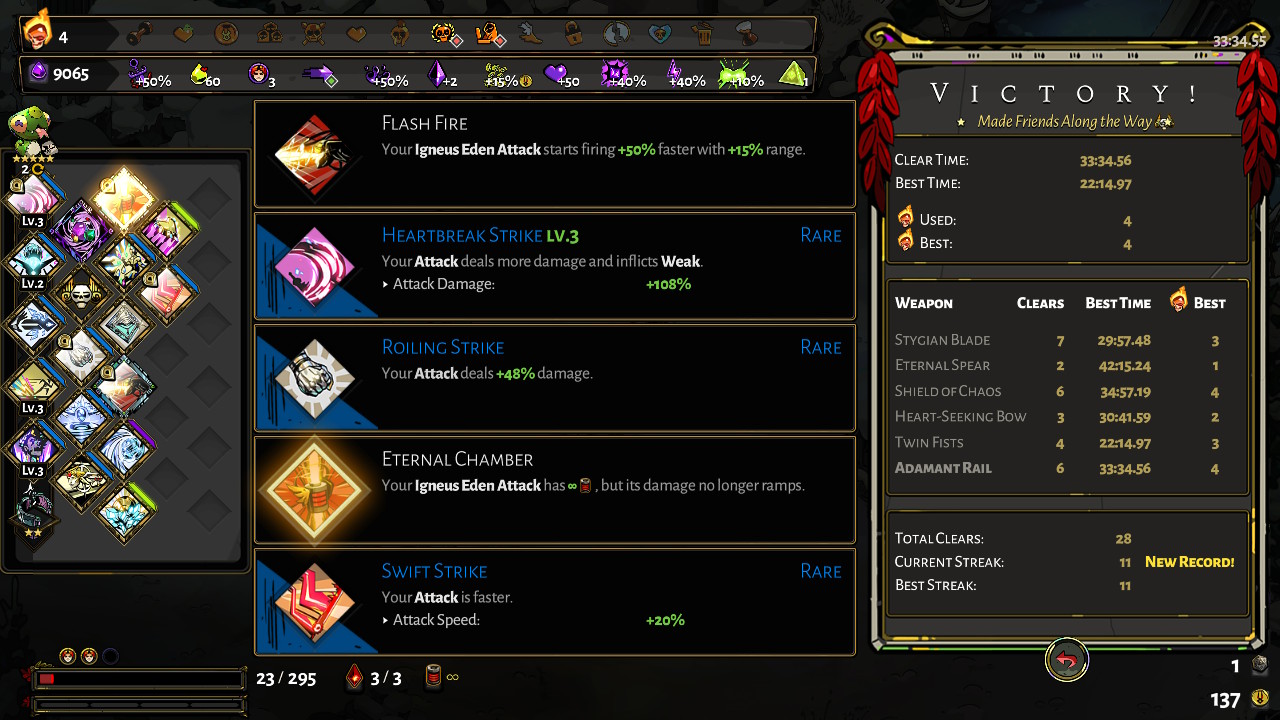 4
33:34.55
9065
+50%
60
3
+50%
+2
+15%
+50
+40%
+40%
+10%
1
2
Lv.3
Lv.2
Lv.3
Lv.3
Flash Fire
Your Igneus Eden Attack starts firing +50% faster with +15% range.
Heartbreak Strike Lv.3 Rare
Your Attack deals more damage and inflicts Weak.
‣ Attack Damage: +108%
Roiling Strike Rare
Your Attack deals +48% damage.
Eternal Chamber
Your Igneus Eden Attack has ∞ , but its damage no longer ramps.
Swift Strike Rare
Your Attack is faster.
‣ Attack Speed: +20%
23 / 295 3 / 3 ∞
Victory!
Made Friends Along the Way
Clear Time: 33:34.56
Best Time: 22:14.97
Used: 4
Best: 4
Weapon Clears Best Time Best
Stygian Blade 7 29:57.48 3
Eternal Spear 2 42:15.24 1
Shield of Chaos 6 34:57.19 4
Heart-Seeking Bow 3 30:41.59 2
Twin Fists 4 22:14.97 3
Adamant Rail 6 33:34.56 4
Total Clears: 28
Current Streak: 11 New Record!
Best Streak: 11
1
137